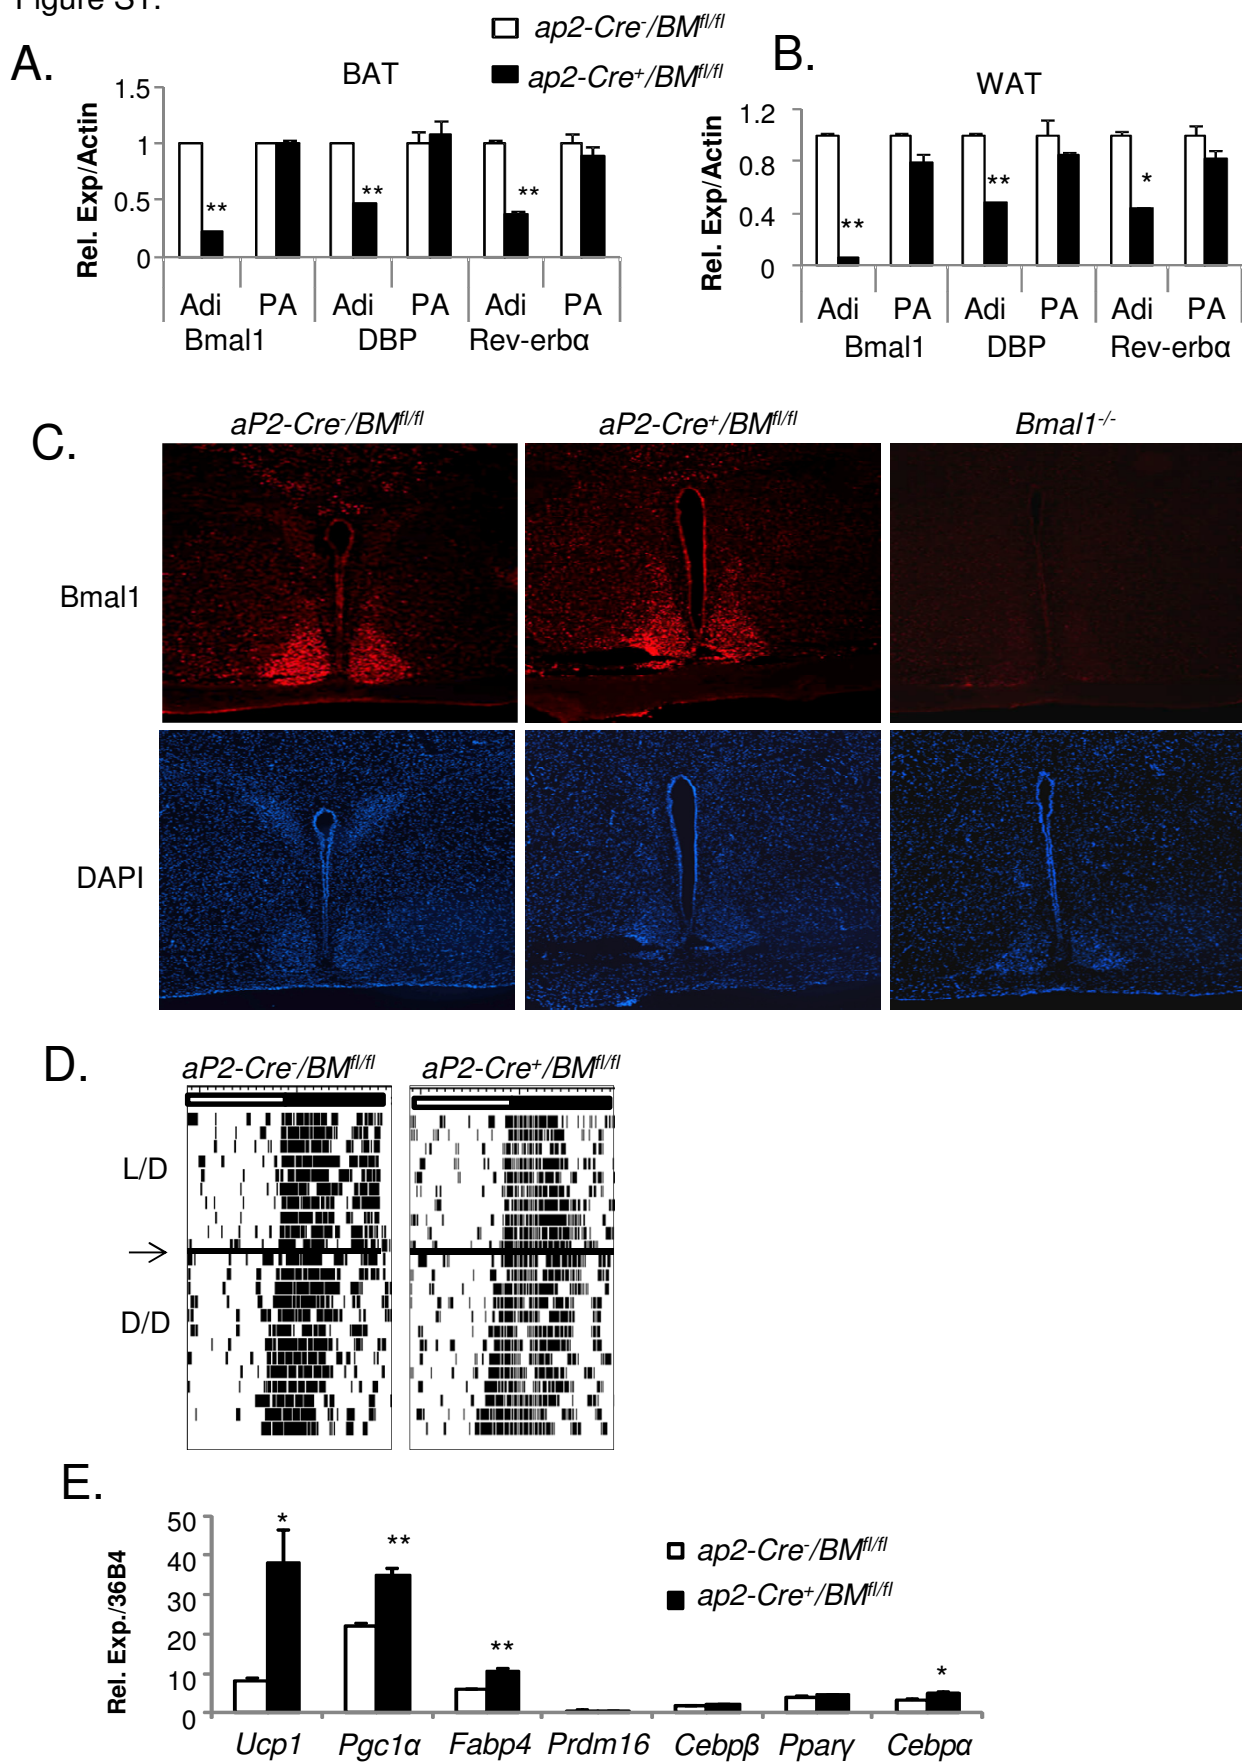 Figure S1.
ap2-Cre-/BMfl/fl
ap2-Cre+/BMfl/fl
A.
BAT
Rel. Exp/Actin
1.5
1
0.5
0
**
**
**
Adi PA Adi PA Adi PA
Bmal1 DBP Rev-erbα
B.
WAT
Rel. Exp/Actin
1.2
0.8
0.4
0
**
**
*
Adi PA Adi PA Adi PA
Bmal1 DBP Rev-erbα
C.
aP2-Cre-/BMfl/fl aP2-Cre+/BMfl/fl Bmal1-/-
Bmal1
DAPI
D.
aP2-Cre-/BMfl/fl aP2-Cre+/BMfl/fl
L/D
D/D
E.
Rel. Exp./36B4
50
40
30
20
10
0
*
**
**
*
ap2-Cre-/BMfl/fl
ap2-Cre+/BMfl/fl
Ucp1 Pgc1α Fabp4 Prdm16 Cebpβ Pparγ Cebpα